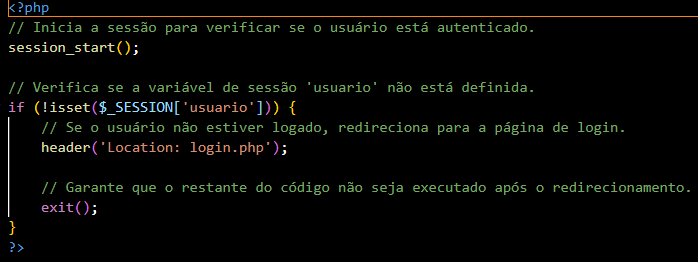 <?php
// Inicia a sessão para verificar se o usuário está autenticado.
session_start();
// Verifica se a variável de sessão 'usuario' não está definida.
if (!isset($_SESSION['usuario'])) {
// Se o usuário não estiver logado, redireciona para a página de login.
header('Location: login.php');
// Garante que o restante do código não seja executado após o redirecionamento.
exit();
}
?>